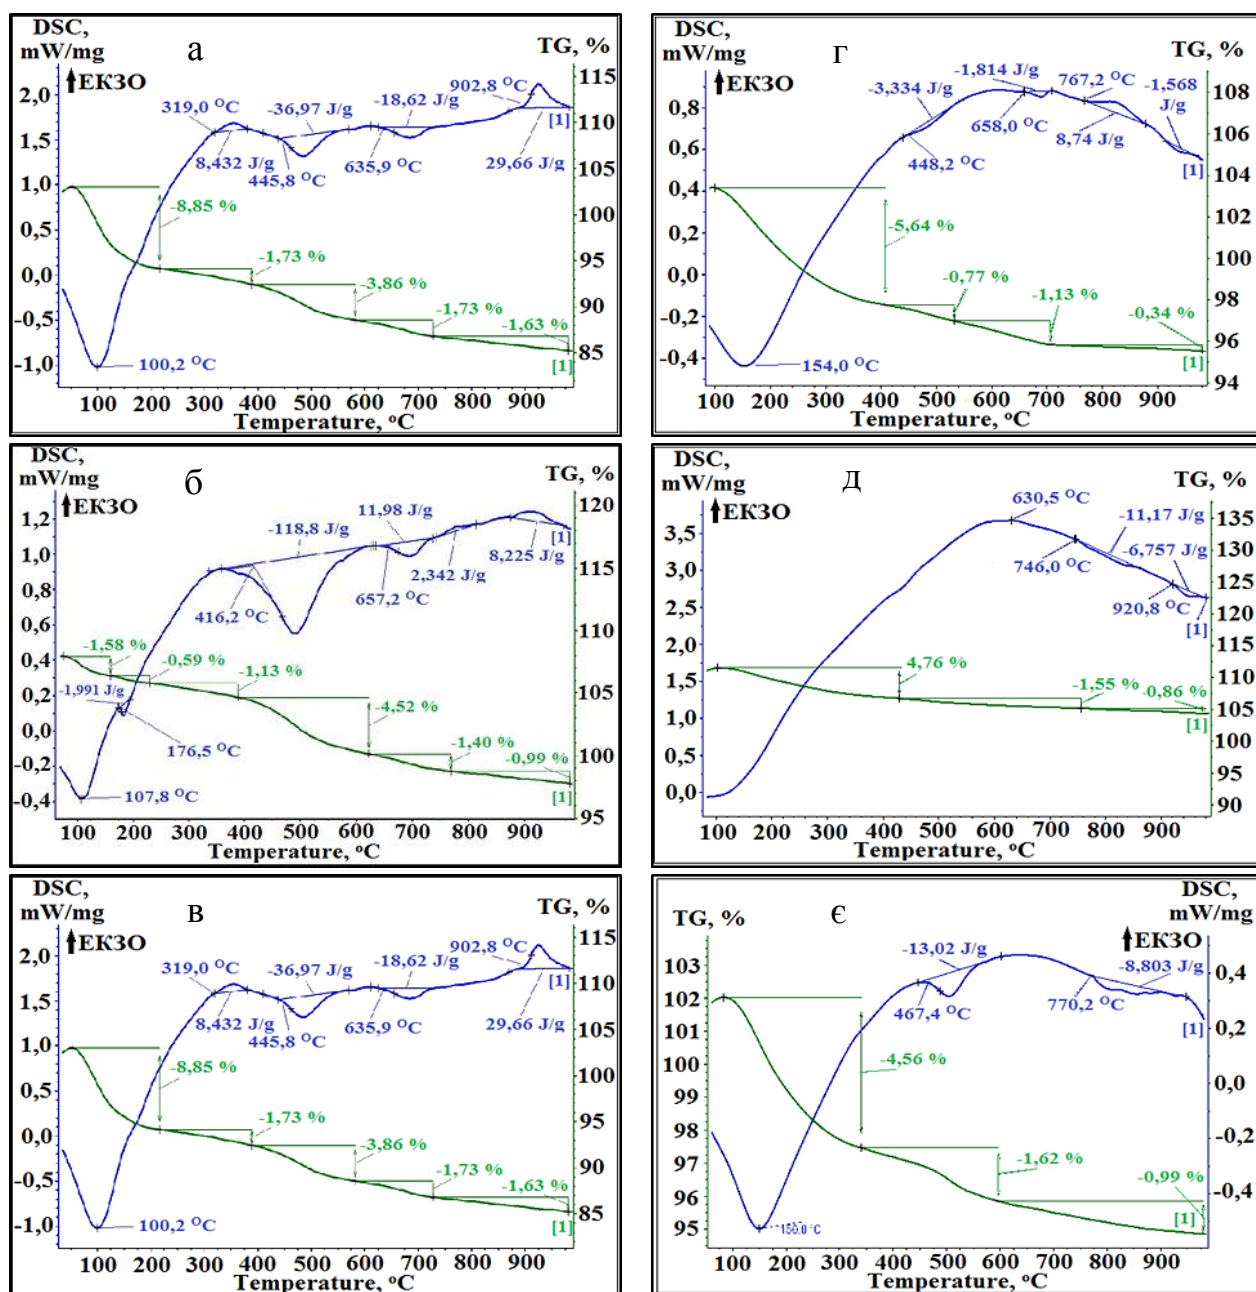 DSC,
mW/mg
а
TG, %
ЕКЗО
2,0
1,5
1,0
0,5
0,0
-0,5
-1,0
115
110
105
100
95
90
85
319,0 °C
-36,97 J/g
902,8 °C
-18,62 J/g
8,432 J/g
445,8 °C
635,9 °C
29,66 J/g
[1]
-8,85 %
-1,73 %
-3,86 %
-1,73 %
-1,63 %
[1]
100,2 °C
100 200 300 400 500 600 700 800 900
Temperature, °C
DSC,
mW/mg
г
TG, %
ЕКЗО
0,8
0,6
0,4
0,2
0,0
-0,2
-0,4
108
106
104
102
100
98
96
94
-1,814 J/g
767,2 °C
-1,568
J/g
-3,334 J/g
658,0 °C
8,74 J/g
448,2 °C
[1]
-5,64 %
-0,77 %
-1,13 %
-0,34 %
[1]
154,0 °C
100 200 300 400 500 600 700 800 900
Temperature, °C
DSC,
mW/mg
б
TG, %
ЕКЗО
1,2
1,0
0,8
0,6
0,4
0,2
0,0
-0,2
-0,4
120
115
110
105
100
95
-118,8 J/g
11,98 J/g
[1]
8,225 J/g
2,342 J/g
657,2 °C
416,2 °C
-1,58 %
-0,59 %
-1,13 %
-1,991 J/g
-4,52 %
176,5 °C
-1,40 %
-0,99 %
[1]
107,8 °C
100 200 300 400 500 600 700 800 900
Temperature, °C
DSC,
mW/mg
д
TG, %
ЕКЗО
3,5
3,0
2,5
2,0
1,5
1,0
0,5
0,0
135
130
125
120
115
110
105
100
95
90
630,5 °C
-11,17 J/g
-6,757 J/g
746,0 °C
920,8 °C
[1]
4,76 %
-1,55 %
-0,86 %
[1]
100 200 300 400 500 600 700 800 900
Temperature, °C
DSC,
mW/mg
в
TG, %
ЕКЗО
2,0
1,5
1,0
0,5
0,0
-0,5
-1,0
115
110
105
100
95
90
85
319,0 °C
-36,97 J/g
902,8 °C
-18,62 J/g
8,432 J/g
445,8 °C
635,9 °C
29,66 J/g
[1]
-8,85 %
-1,73 %
-3,86 %
-1,73 %
-1,63 %
[1]
100,2 °C
100 200 300 400 500 600 700 800 900
Temperature, °C
TG, %
є
DSC,
mW/mg
ЕКЗО
103
102
101
100
99
98
97
96
95
0,4
0,2
0,0
-0,2
-0,4
-13,02 J/g
-8,803 J/g
467,4 °C
770,2 °C
[1]
-4,56 %
-1,62 %
-0,99 %
[1]
150.0 °C
100 200 300 400 500 600 700 800 900
Temperature, °C